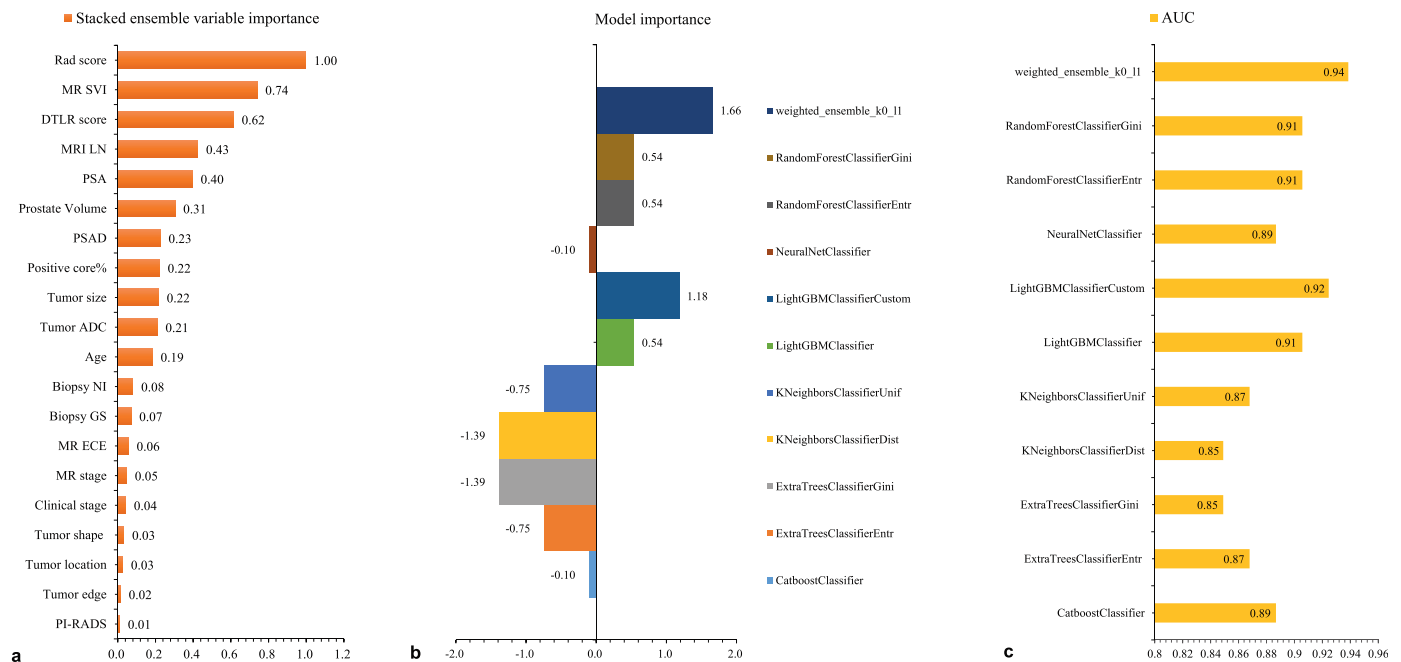 Stacked ensemble variable importance
Rad score 1.00
MR SVI 0.74
DTLR score 0.62
MRI LN 0.43
PSA 0.40
Prostate Volume 0.31
PSAD 0.23
Positive core% 0.22
Tumor size 0.22
Tumor ADC 0.21
Age 0.19
Biopsy NI 0.08
Biopsy GS 0.07
MR ECE 0.06
MR stage 0.05
Clinical stage 0.04
Tumor shape 0.03
Tumor location 0.03
Tumor edge 0.02
PI-RADS 0.01
0.0 0.2 0.4 0.6 0.8 1.0 1.2
a
Model importance
1.66 weighted_ensemble_k0_l1
0.54 RandomForestClassifierGini
0.54 RandomForestClassifierEntr
-0.10 NeuralNetClassifier
1.18 LightGBMClassifierCustom
0.54 LightGBMClassifier
-0.75 KNeighborsClassifierUnif
-1.39 KNeighborsClassifierDist
-1.39 ExtraTreesClassifierGini
-0.75 ExtraTreesClassifierEntr
-0.10 CatboostClassifier
-2.0 -1.0 0.0 1.0 2.0
b
AUC
weighted_ensemble_k0_l1 0.94
RandomForestClassifierGini 0.91
RandomForestClassifierEntr 0.91
NeuralNetClassifier 0.89
LightGBMClassifierCustom 0.92
LightGBMClassifier 0.91
KNeighborsClassifierUnif 0.87
KNeighborsClassifierDist 0.85
ExtraTreesClassifierGini 0.85
ExtraTreesClassifierEntr 0.87
CatboostClassifier 0.89
0.8 0.82 0.84 0.86 0.88 0.9 0.92 0.94 0.96
c